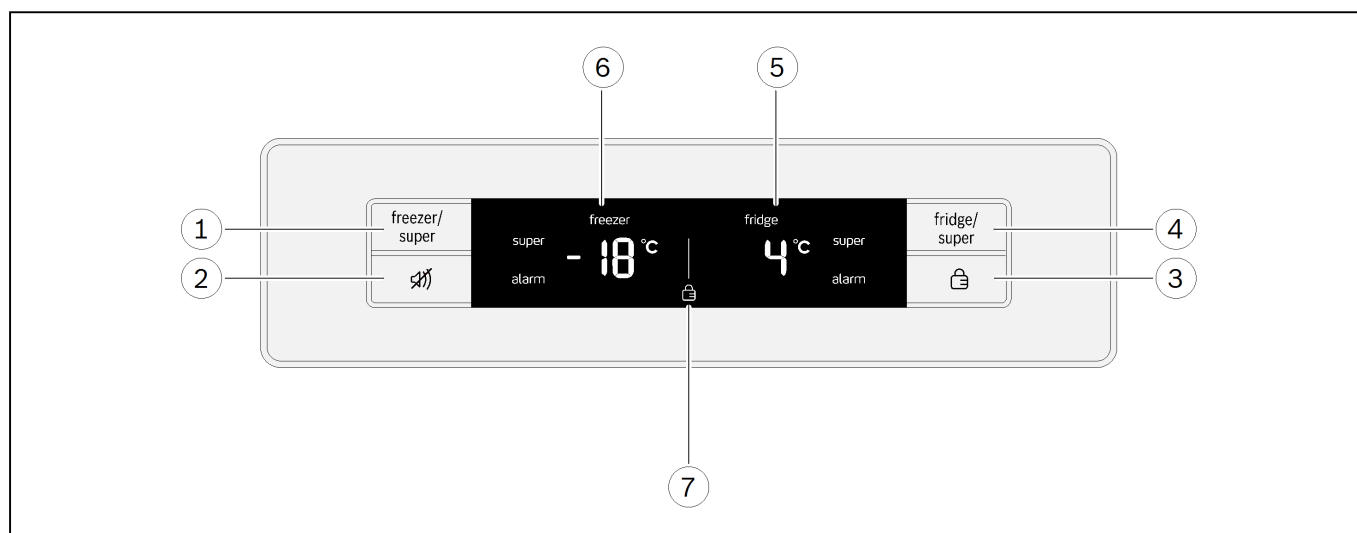 6
5
freezer/
super
freezer
fridge
fridge/
super
1
4
super
- 18 °C
4 °C
super
2
alarm
alarm
3
7